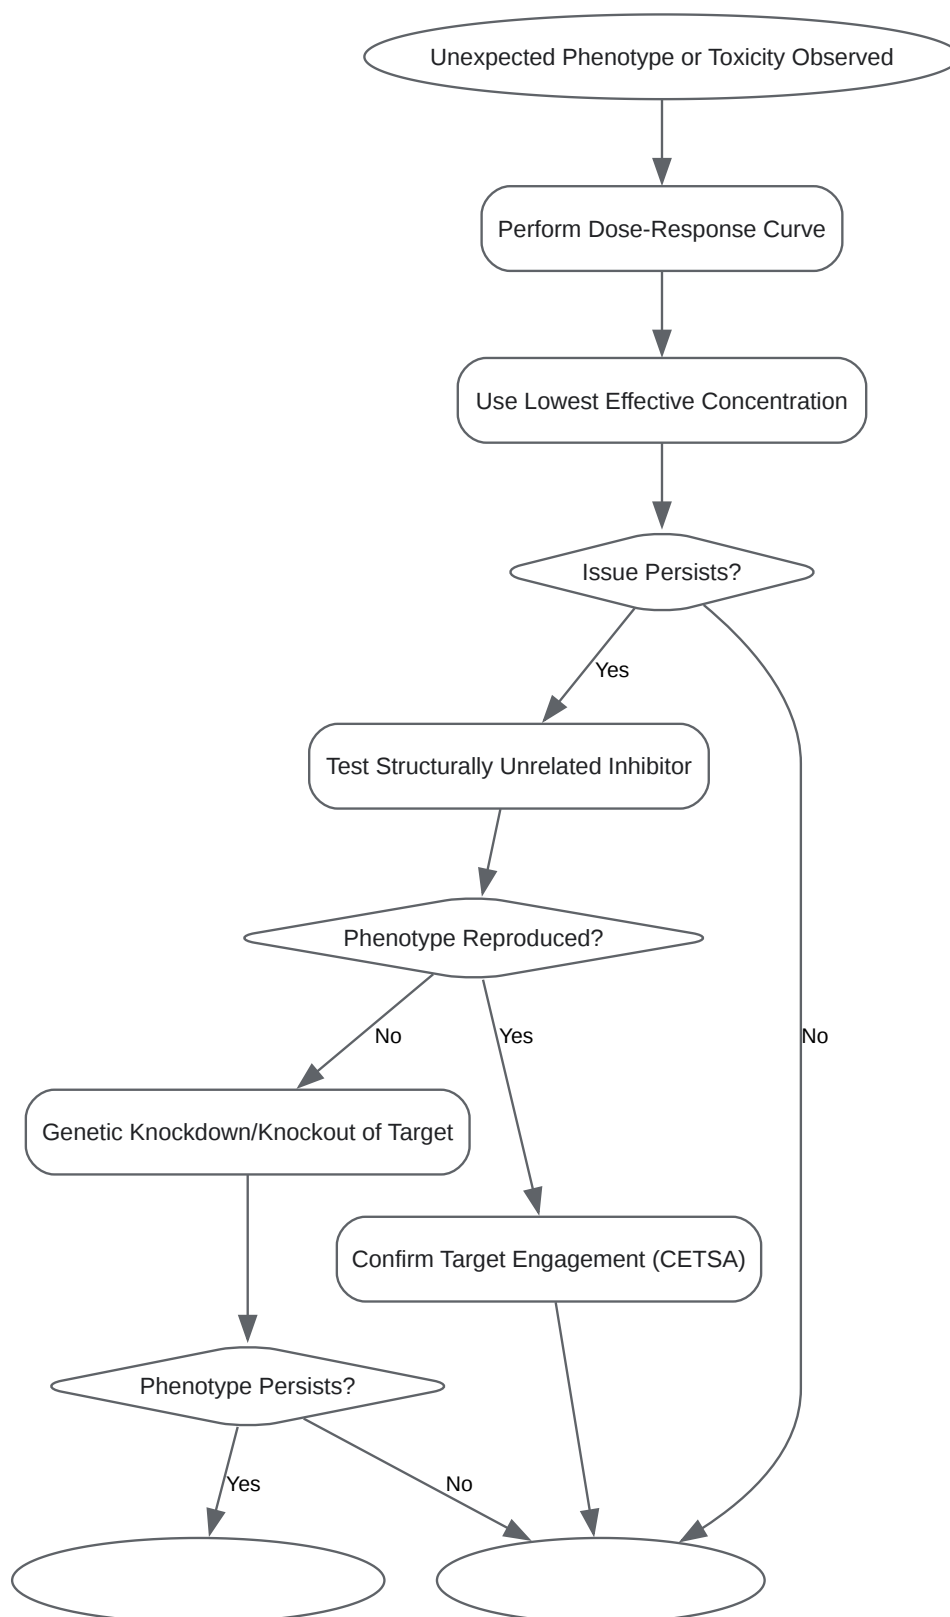 Unexpected Phenotype or Toxicity Observed
Perform Dose-Response Curve
Use Lowest Effective Concentration
Issue Persists?
Yes
Test Structurally Unrelated Inhibitor
Phenotype Reproduced?
No
Yes
No
Genetic Knockdown/Knockout of Target
Confirm Target Engagement (CETSA)
Phenotype Persists?
Yes
No